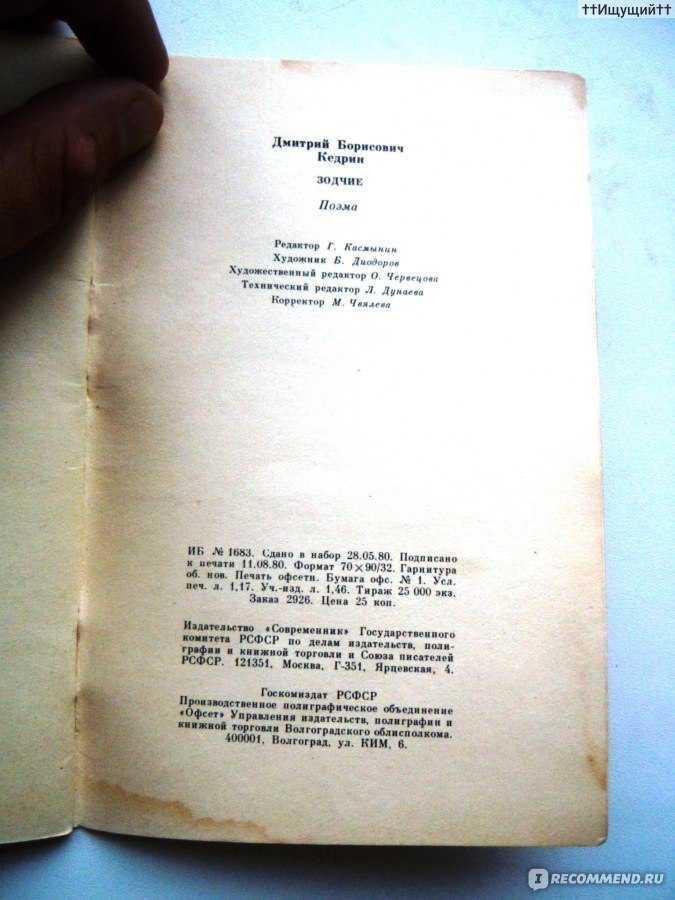 ††Ищущий††
Дмитрий Борисович
Кедрин
ЗОДЧИЕ
Поэма
Редактор Г. Касмынин
Художник Б. Диодоров
Художественный редактор О. Червецова
Технический редактор Л. Дунаева
Корректор М. Чвялева
ИБ № 1683. Сдано в набор 28.05.80. Подписано
к печати 11.08.80. Формат 70×90/32. Гарнитура
об. нов. Печать офсетн. Бумага офс. № 1. Усл.
печ. л. 1,17. Уч.-изд. л. 1,46. Тираж 25 000 экз.
Заказ 2926. Цена 25 коп.
Издательство «Современник» Государственного
комитета РСФСР по делам издательств, поли-
графии и книжной торговли и Союза писателей
РСФСР. 121351, Москва, Г-351, Ярцевская, 4.
Госкомиздат РСФСР
Производственное полиграфическое объединение
«Офсет» Управления издательств, полиграфии и
книжной торговли Волгоградского облисполкома.
400001, Волгоград, ул. КИМ, 6.
IRECOMMEND.RU